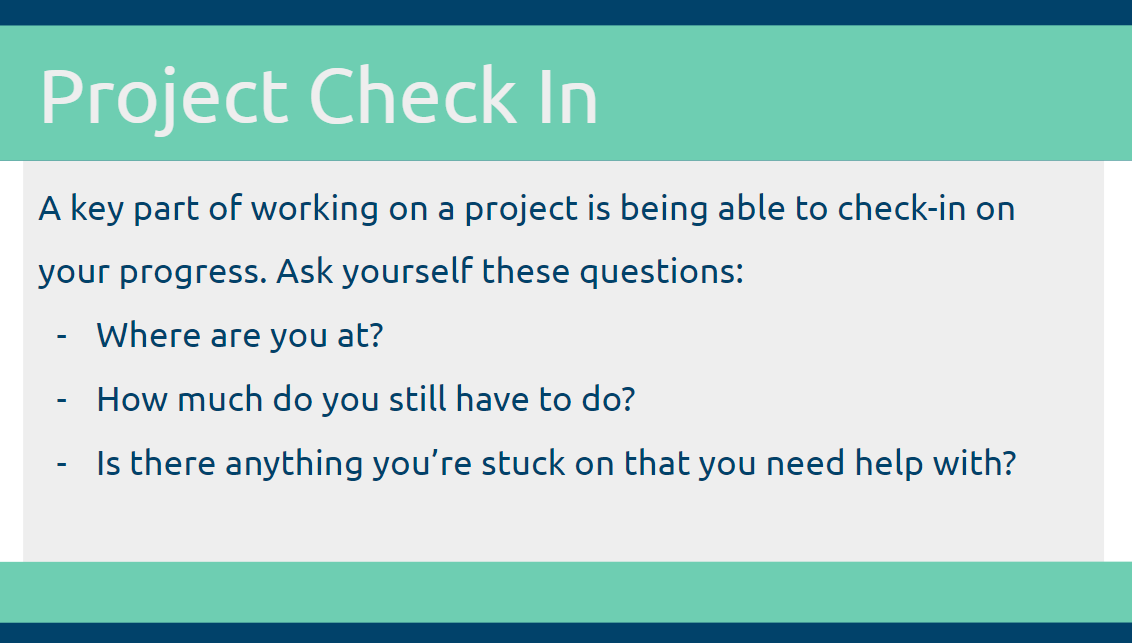 Project Check In
A key part of working on a project is being able to check-in on
your progress. Ask yourself these questions:
- Where are you at?
- How much do you still have to do?
- Is there anything you’re stuck on that you need help with?